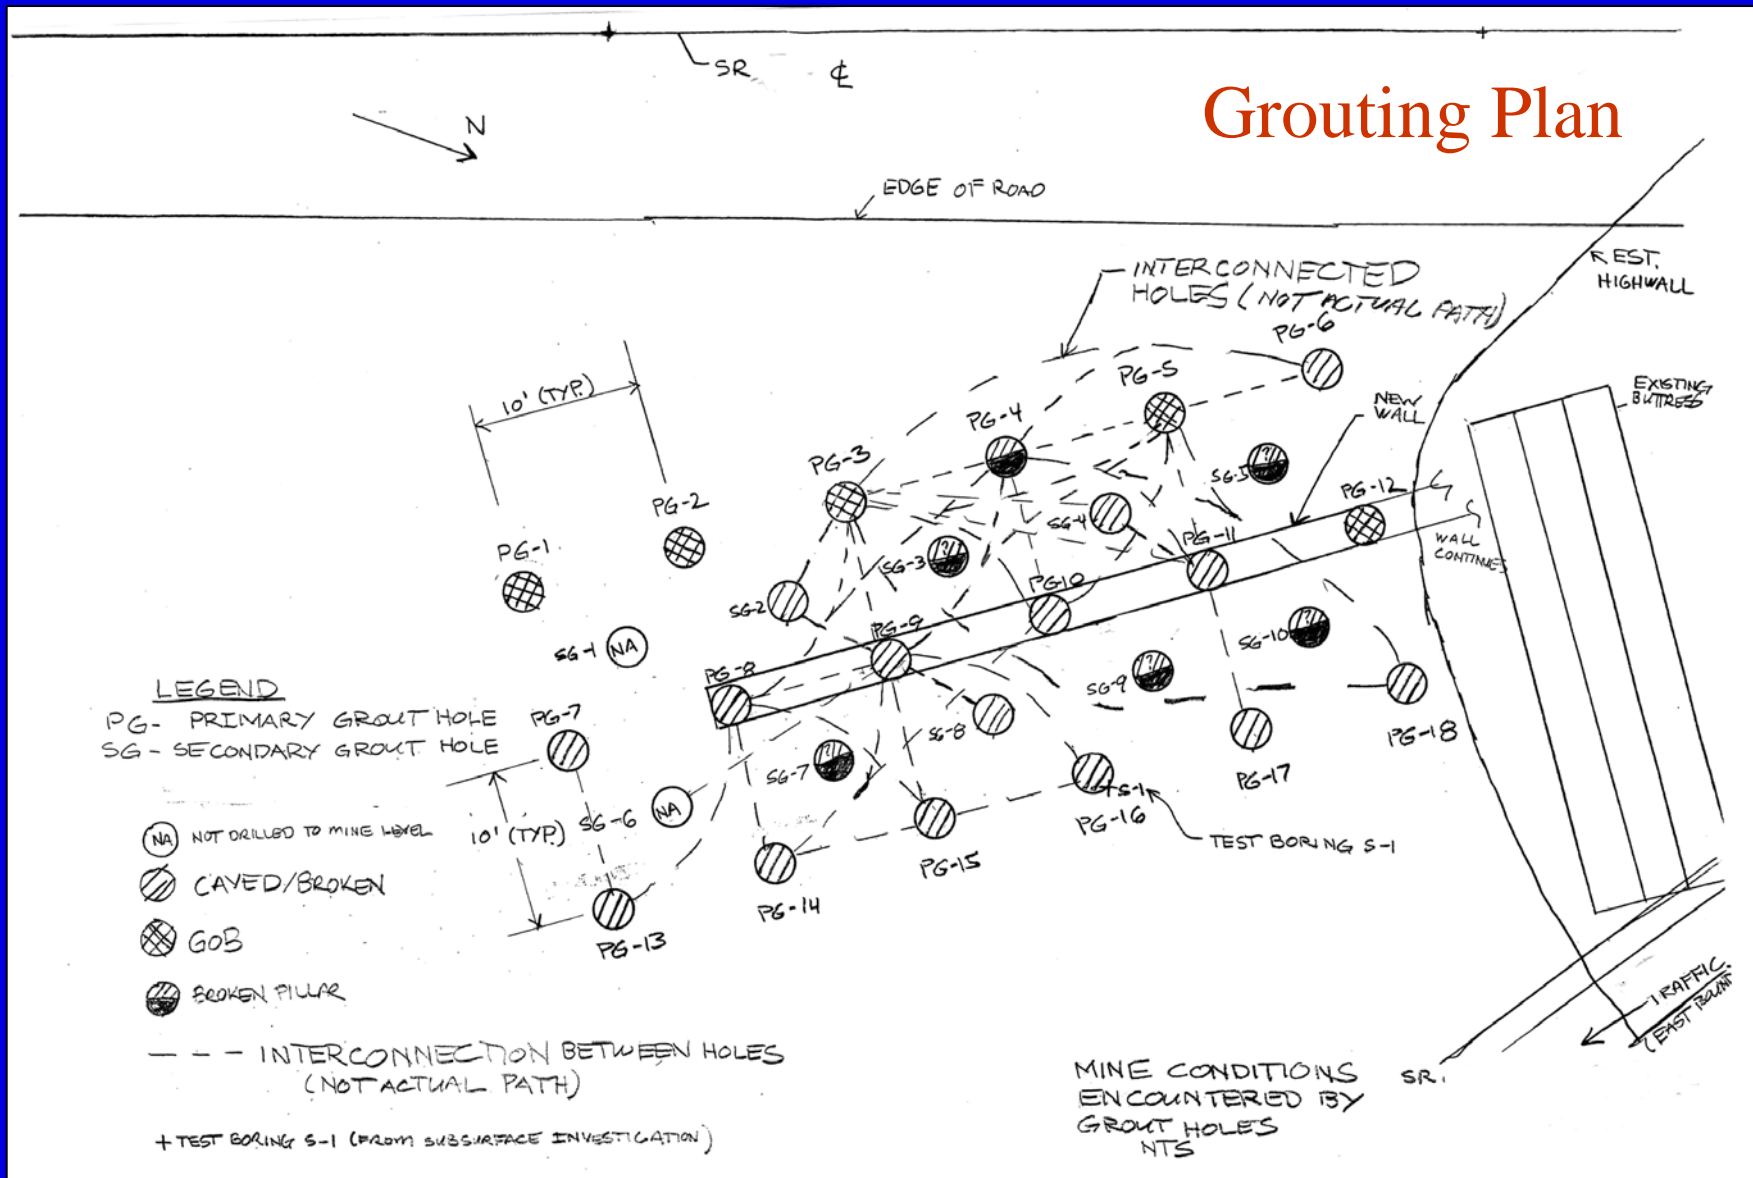 Grouting Plan
SR
℄
N
EDGE OF ROAD
INTERCONNECTED
HOLES (NOT ACTUAL PATH)
EST.
HIGHWALL
PG-6
10' (TYP.)
PG-5
PG-4
NEW
WALL
EXISTING
BUTTRESS
PG-3
SG-5
PG-12
PG-2
SG-4
PG-1
PG-11
WALL
CONTINUES
SG-3
?
PG10
SG-2
PG-9
SG-10
?
SG-1
NA
PG-8
SG-9
?
LEGEND
PG- PRIMARY GROUT HOLE
SG- SECONDARY GROUT HOLE
PG-7
SG-8
PG-18
SG-7
?
PG-17
SG-6
NA
+S-1
PG-16
TEST BORING S-1
10' (TYP.)
NA NOT DRILLED TO MINE LEVEL
PG-15
CAVED/BROKEN
PG-14
GOB
PG-13
BROKEN PILLAR
TRAFFIC
(EAST BOUND
--- INTERCONNECTION BETWEEN HOLES
(NOT ACTUAL PATH)
MINE CONDITIONS
ENCOUNTERED BY
GROUT HOLES
NTS
SR.
+ TEST BORING S-1 (FROM SUBSURFACE INVESTIGATION)